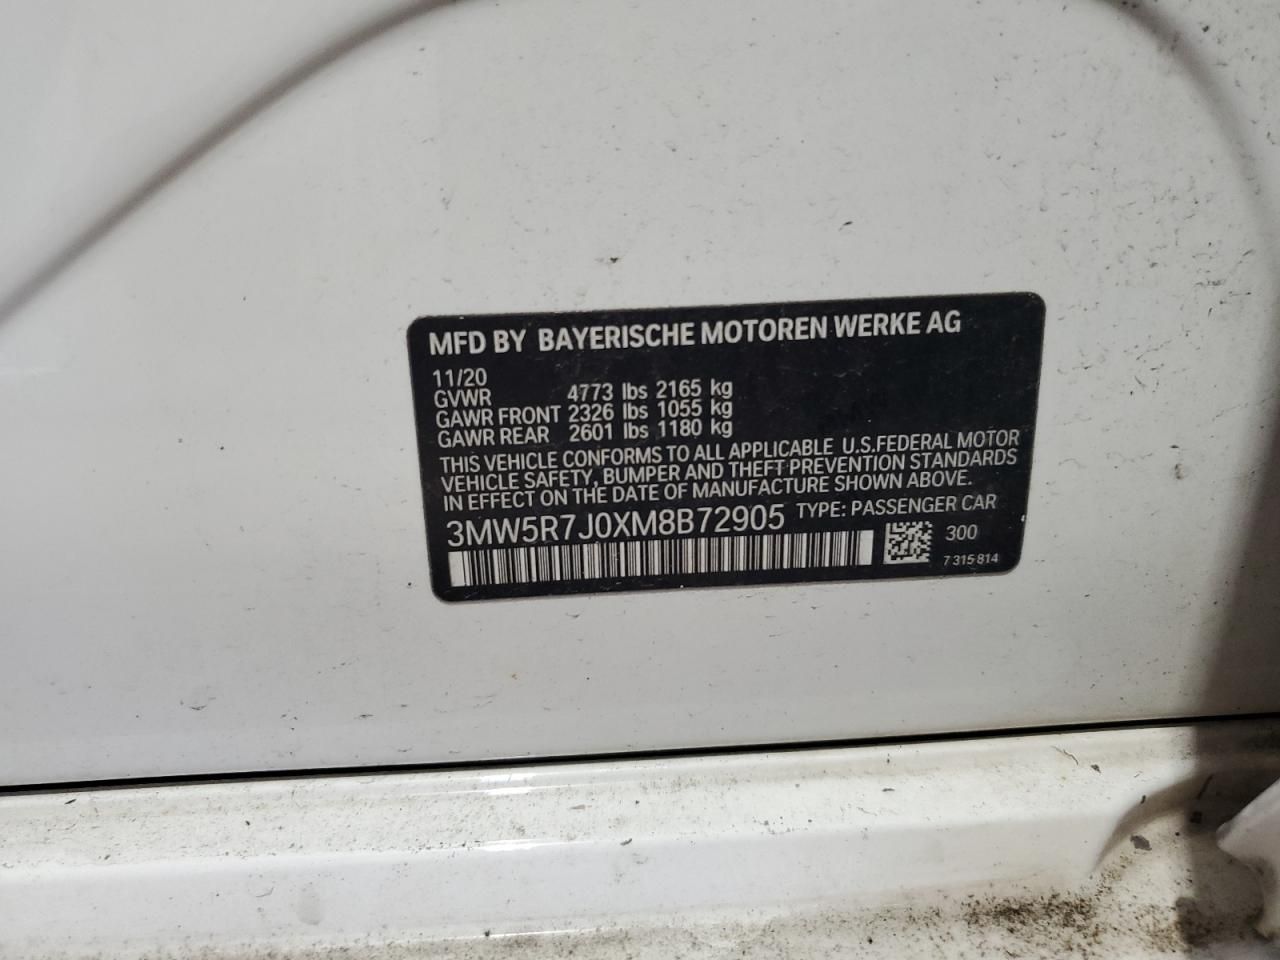 MFD BY BAYERISCHE MOTOREN WERKE AG
11/20
GVWR 4773 lbs 2165 kg
GAWR FRONT 2326 lbs 1055 kg
GAWR REAR 2601 lbs 1180 kg
THIS VEHICLE CONFORMS TO ALL APPLICABLE U.S.FEDERAL MOTOR
VEHICLE SAFETY, BUMPER AND THEFT PREVENTION STANDARDS
IN EFFECT ON THE DATE OF MANUFACTURE SHOWN ABOVE.
3MW5R7J0XM8B72905 TYPE: PASSENGER CAR
300
7 315 814